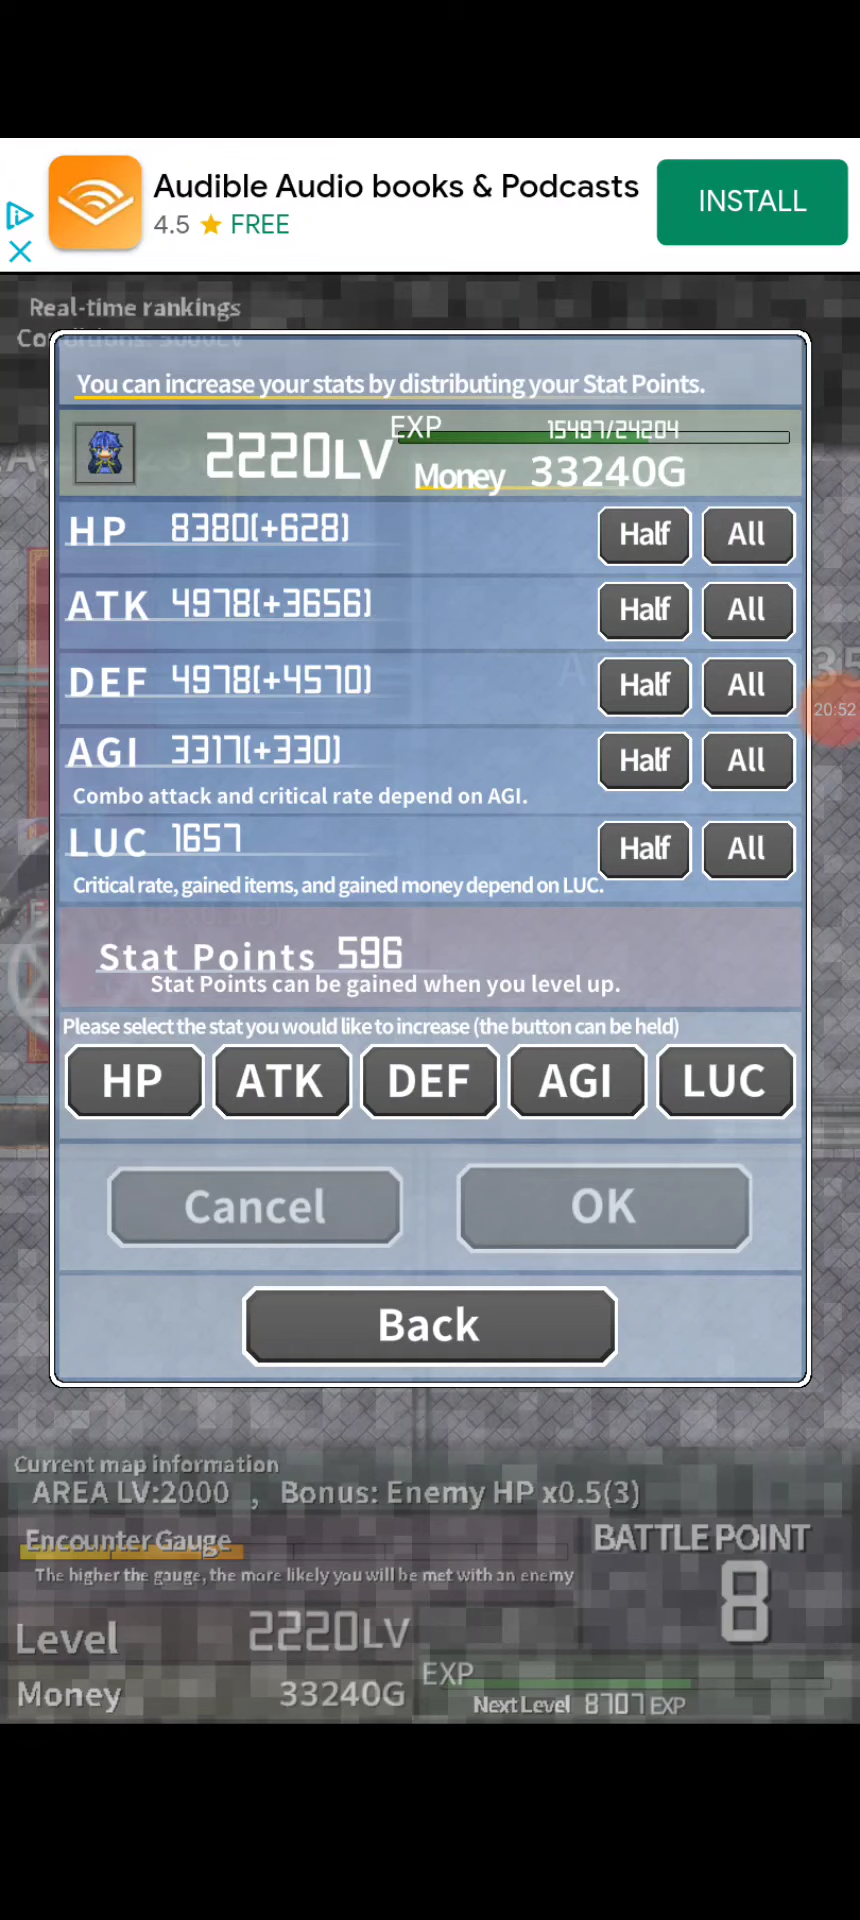 Audible Audio books & Podcasts
4.5 ★ FREE
INSTALL
Real-time rankings
You can increase your stats by distributing your Stat Points.
EXP 15497/24204
2220LV
Money 33240G
HP 8380(+628) Half All
ATK 4978(+3656) Half All
DEF 4978(+4570) Half All
20:52
AGI 3317(+330) Half All
Combo attack and critical rate depend on AGI.
LUC 1657 Half All
Critical rate, gained items, and gained money depend on LUC.
Stat Points 596
Stat Points can be gained when you level up.
Please select the stat you would like to increase (the button can be held)
HP ATK DEF AGI LUC
Cancel OK
Back
Current map information
AREA LV:2000 , Bonus: Enemy HP x0.5(3)
Encounter Gauge
BATTLE POINT
The higher the gauge, the more likely you will be met with an enemy
8
Level 2220LV
EXP
Money 33240G
Next Level 8707 EXP